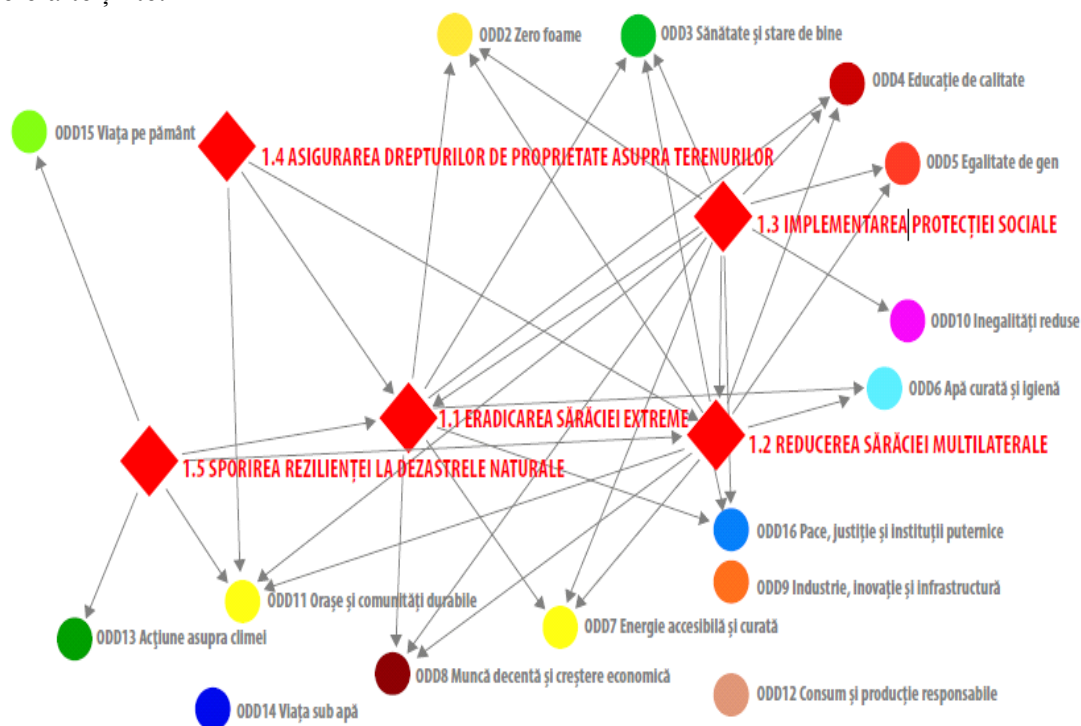 ODD2 Zero foame
ODD3 Sănătate și stare de bine
ODD4 Educație de calitate
ODD15 Viața pe pământ
1.4 ASIGURAREA DREPTURILOR DE PROPRIETATE ASUPRA TERENURILOR
ODD5 Egalitate de gen
1.3 IMPLEMENTAREA PROTECȚIEI SOCIALE
ODD10 Inegalități reduse
ODD6 Apă curată și igienă
1.1 ERADICAREA SĂRĂCIEI EXTREME
1.2 REDUCEREA SĂRĂCIEI MULTILATERALE
1.5 SPORIREA REZILIENȚEI LA DEZASTRELE NATURALE
ODD16 Pace, justiție și instituții puternice
ODD9 Industrie, inovație și infrastructură
ODD11 Orașe și comunități durabile
ODD7 Energie accesibilă și curată
ODD13 Acțiune asupra climei
ODD8 Muncă decentă și creștere economică
ODD12 Consum și producție responsabile
ODD14 Viața sub apă